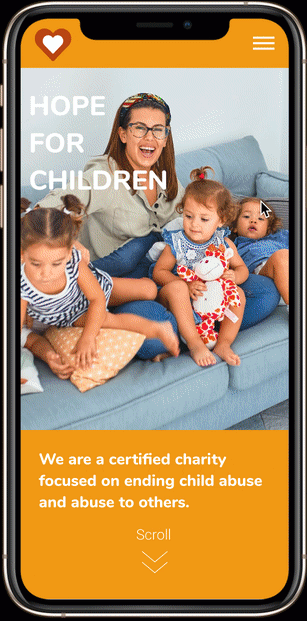 HOPE
FOR
CHILDREN
We are a certified charity
focused on ending child abuse
and abuse to others.
Scroll